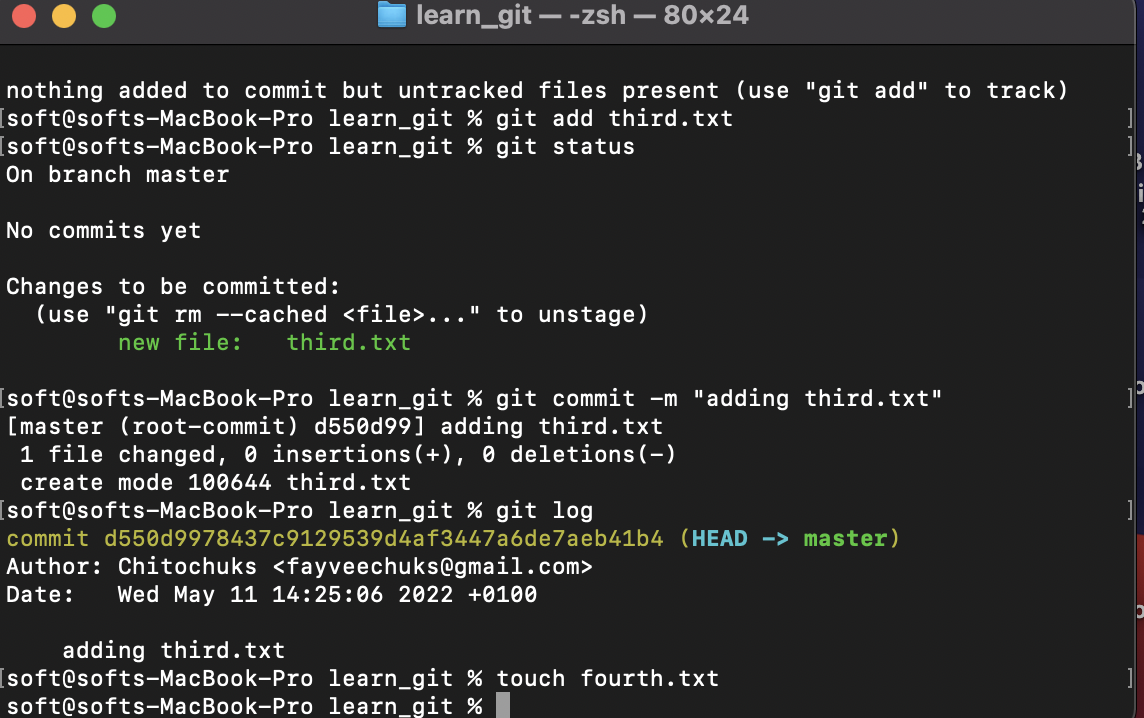 learn_git — -zsh — 80×24
nothing added to commit but untracked files present (use "git add" to track)
[soft@softs-MacBook-Pro learn_git % git add third.txt ]
[soft@softs-MacBook-Pro learn_git % git status ]
On branch master
No commits yet
Changes to be committed:
(use "git rm --cached <file>..." to unstage)
new file: third.txt
[soft@softs-MacBook-Pro learn_git % git commit -m "adding third.txt" ]
[master (root-commit) d550d99] adding third.txt
1 file changed, 0 insertions(+), 0 deletions(-)
create mode 100644 third.txt
[soft@softs-MacBook-Pro learn_git % git log ]
commit d550d9978437c9129539d4af3447a6de7aeb41b4 (HEAD -> master)
Author: Chitochuks <fayveechuks@gmail.com>
Date: Wed May 11 14:25:06 2022 +0100
adding third.txt
[soft@softs-MacBook-Pro learn_git % touch fourth.txt ]
soft@softs-MacBook-Pro learn_git %